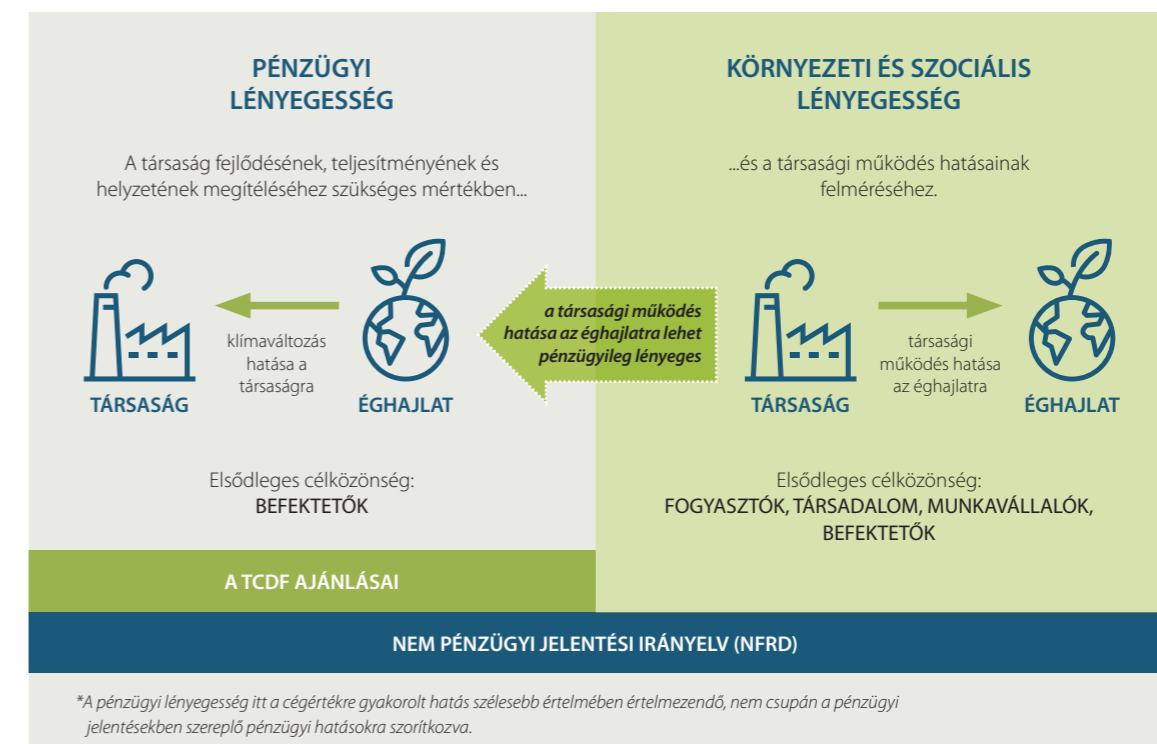 PÉNZÜGYI
LÉNYEGESSÉG
A társaság fejlődésének, teljesítményének és
helyzetének megítéléséhez szükséges mértékben...
klímaváltozás
hatása a
társaságra
TÁRSASÁG
ÉGHAJLAT
Elsődleges célközönség:
BEFEKTETŐK
A TCDF AJÁNLÁSAI
a társasági működés
hatása az éghajlatra lehet
pénzügyileg lényeges
KÖRNYEZETI ÉS SZOCIÁLIS
LÉNYEGESSÉG
...és a társasági működés hatásainak
felméréséhez.
társasági
működés hatása
az éghajlatra
TÁRSASÁG
ÉGHAJLAT
Elsődleges célközönség:
FOGYASZTÓK, TÁRSADALOM, MUNKAVÁLLALÓK,
BEFEKTETŐK
NEM PÉNZÜGYI JELENTÉSI IRÁNYELV (NFRD)
*A pénzügyi lényegesség itt a cégértékre gyakorolt hatás szélesebb értelmében értelmezendő, nem csupán a pénzügyi
jelentésekben szereplő pénzügyi hatásokra szorítkozva.